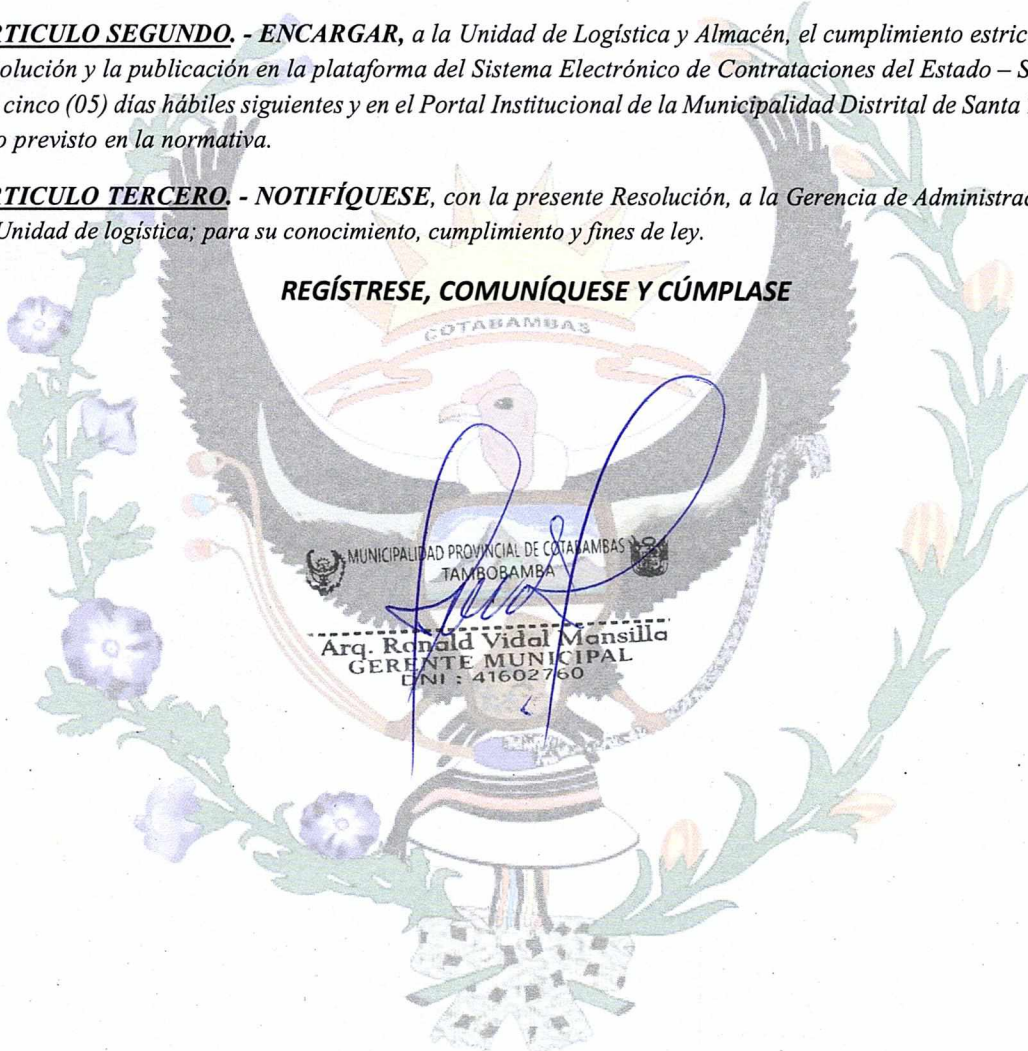 RTICULO SEGUNDO. - ENCARGAR, a la Unidad de Logística y Almacén, el cumplimiento estric
olución y la publicación en la plataforma del Sistema Electrónico de Contrataciones del Estado – S
cinco (05) días hábiles siguientes y en el Portal Institucional de la Municipalidad Distrital de Santa
o previsto en la normativa.
RTICULO TERCERO. - NOTIFÍQUESE, con la presente Resolución, a la Gerencia de Administra
Unidad de logística; para su conocimiento, cumplimiento y fines de ley.
REGÍSTRESE, COMUNÍQUESE Y CÚMPLASE
COTABAMBAS
MUNICIPALIDAD PROVINCIAL DE COTABAMBAS
TAMBOBAMBA
Arq. Ronald Vidal Mansilla
GERENTE MUNICIPAL
DNI : 41602760